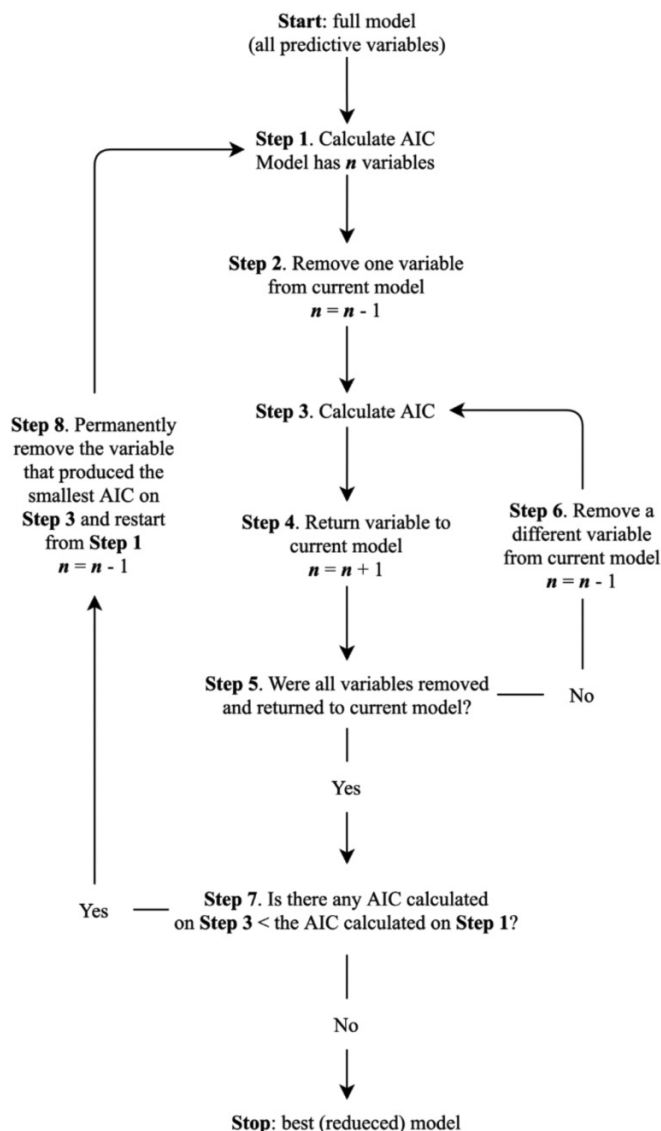 Start: full model
(all predictive variables)
Step 1. Calculate AIC
Model has n variables
Step 2. Remove one variable
from current model
n = n - 1
Step 3. Calculate AIC
Step 4. Return variable to
current model
n = n + 1
Step 5. Were all variables removed
and returned to current model?
No
Step 6. Remove a
different variable
from current model
n = n - 1
Yes
Step 7. Is there any AIC calculated
on Step 3 < the AIC calculated on Step 1?
Yes
Step 8. Permanently
remove the variable
that produced the
smallest AIC on
Step 3 and restart
from Step 1
n = n - 1
No
Stop: best (redueced) model